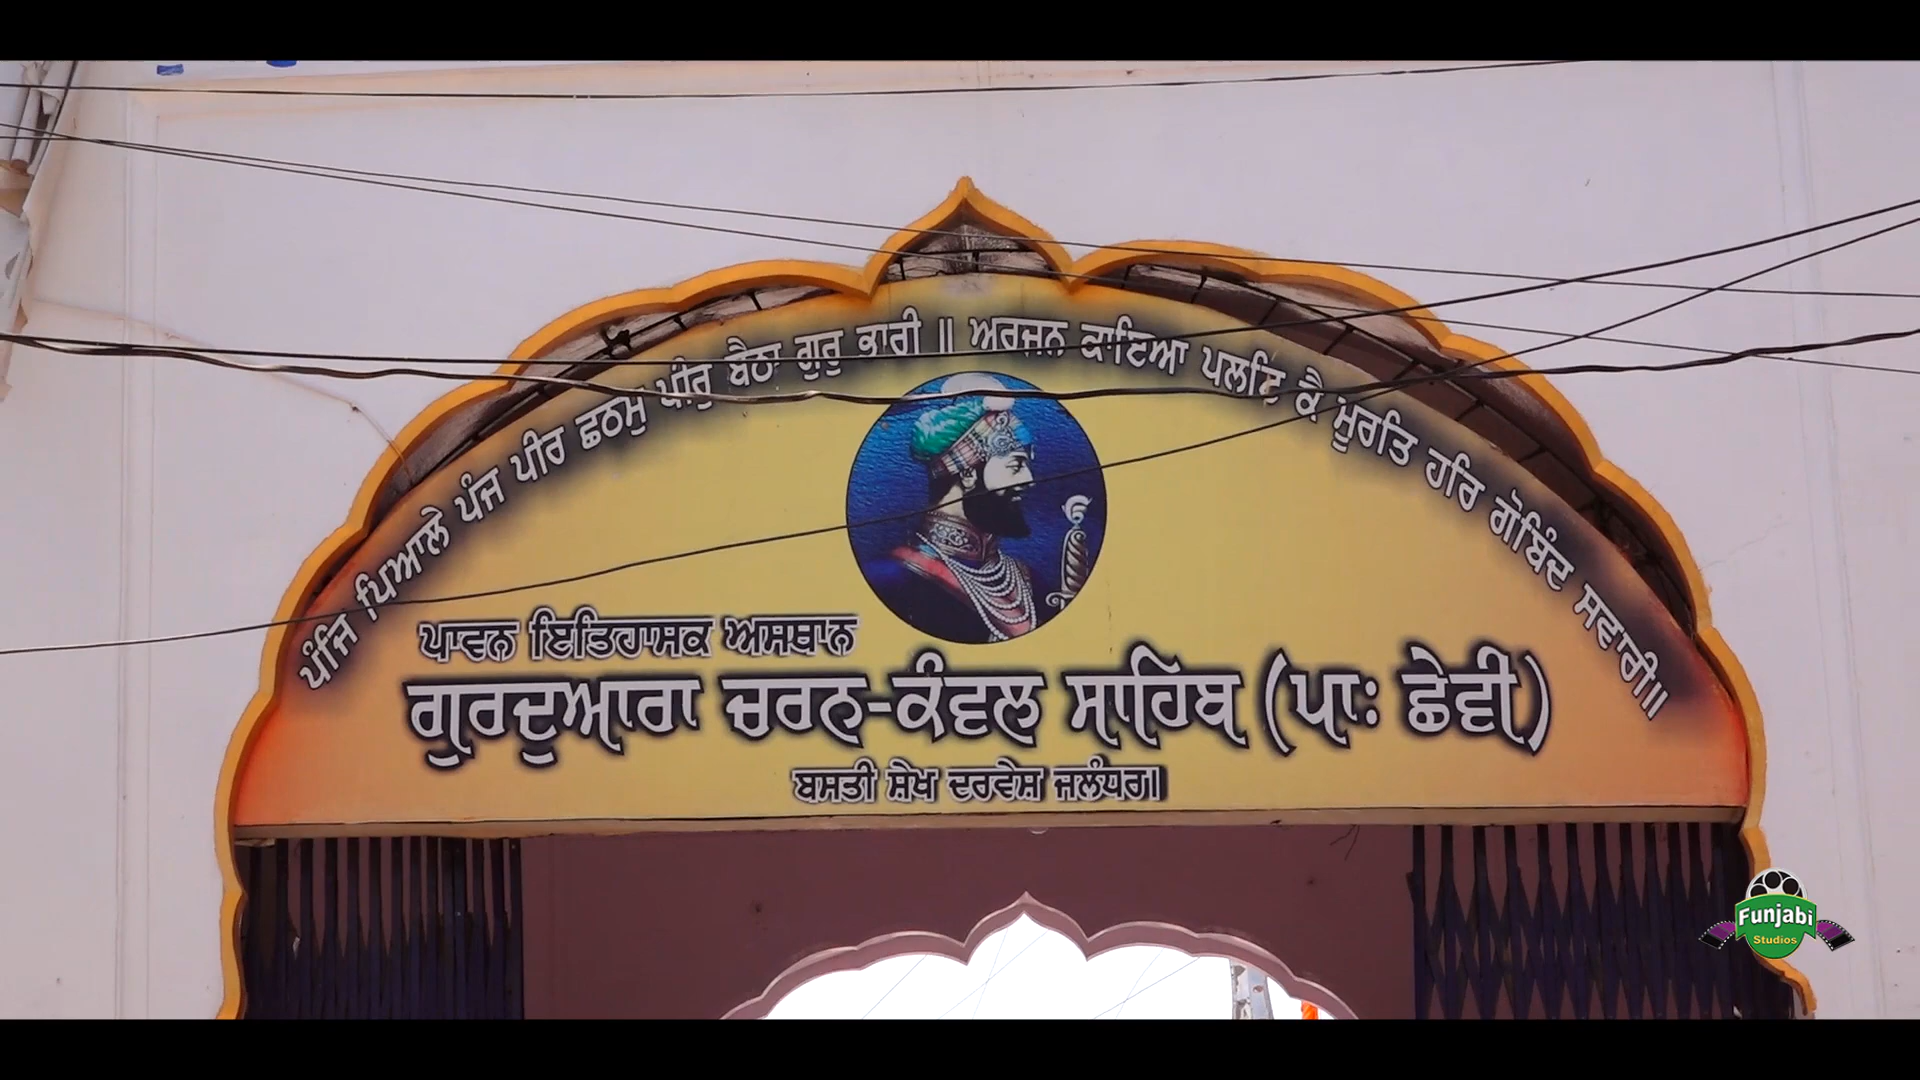 ਪੰਜਿ ਪਿਆਲੇ ਪੰਜ ਪੀਰ ਛਠਮੁ ਪੀਰੁ ਬੈਠਾ ਗੁਰੁ ਭਾਰੀ ॥ ਅਰਜਨ ਕਾਇਆ ਪਲਟਿ ਕੈ ਮੂਰਤਿ ਹਰਿ ਗੋਬਿੰਦ ਸਵਾਰੀ॥
ਪਾਵਨ ਇਤਿਹਾਸਕ ਅਸਥਾਨ
ਗੁਰਦੁਆਰਾ ਚਰਨ-ਕੰਵਲ ਸਾਹਿਬ (ਪਾਃ ਛੇਵੀਂ)
ਬਸਤੀ ਸ਼ੇਖ ਦਰਵੇਸ਼ ਜਲੰਧਰ॥
Funjabi
Studios